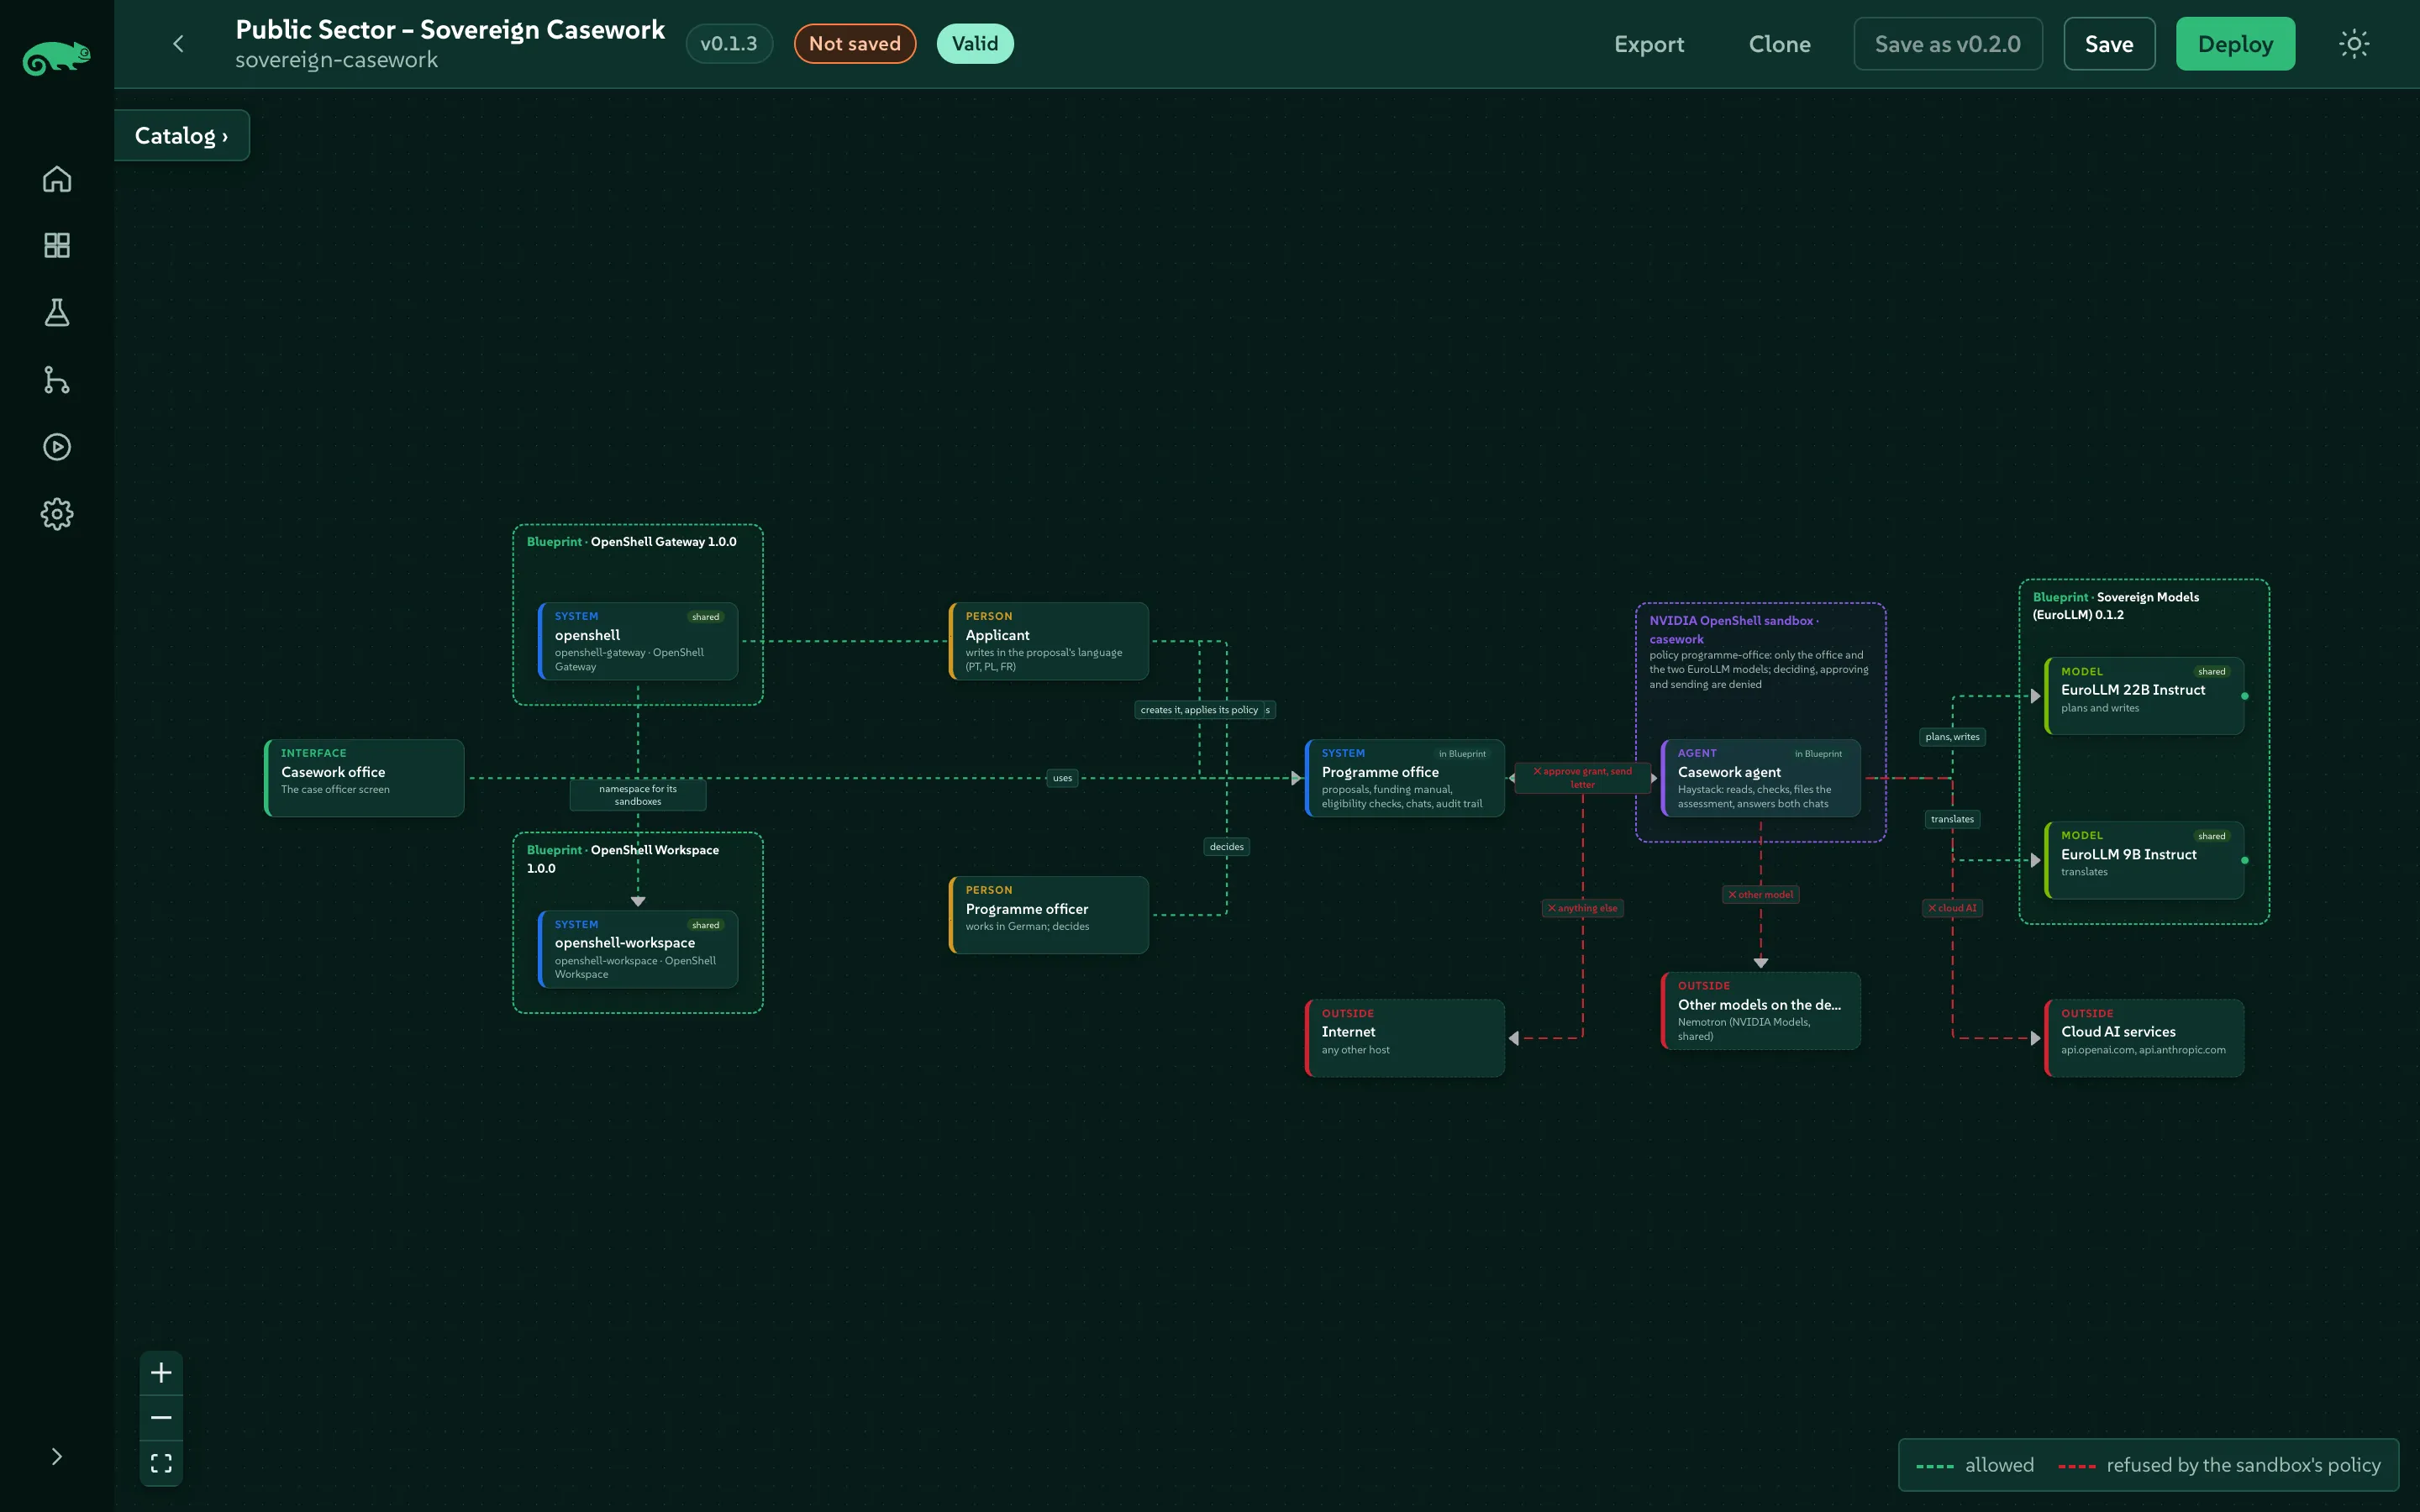 Public Sector – Sovereign Casework
sovereign-casework
v0.1.3
Not saved
Valid
Export
Clone
Save as v0.2.0
Save
Deploy
Catalog ›
Blueprint · OpenShell Gateway 1.0.0
SYSTEM
shared
openshell
openshell-gateway · OpenShell
Gateway
PERSON
Applicant
writes in the proposal's language
(PT, PL, FR)
creates it, applies its policy
s
INTERFACE
Casework office
The case officer screen
namespace for its
sandboxes
uses
decides
Blueprint · OpenShell Workspace
1.0.0
SYSTEM
shared
openshell-workspace
openshell-workspace · OpenShell
Workspace
PERSON
Programme officer
works in German; decides
SYSTEM
in Blueprint
Programme office
proposals, funding manual,
eligibility checks, chats, audit trail
✕ approve grant, send
letter
NVIDIA OpenShell sandbox ·
casework
policy programme-office: only the office and
the two EuroLLM models; deciding, approving
and sending are denied
AGENT
in Blueprint
Casework agent
Haystack: reads, checks, files the
assessment, answers both chats
plans, writes
translates
✕ anything else
✕ other model
✕ cloud AI
Blueprint · Sovereign Models
(EuroLLM) 0.1.2
MODEL
shared
EuroLLM 22B Instruct
plans and writes
MODEL
shared
EuroLLM 9B Instruct
translates
OUTSIDE
Internet
any other host
OUTSIDE
Other models on the de...
Nemotron (NVIDIA Models,
shared)
OUTSIDE
Cloud AI services
api.openai.com, api.anthropic.com
allowed
refused by the sandbox's policy